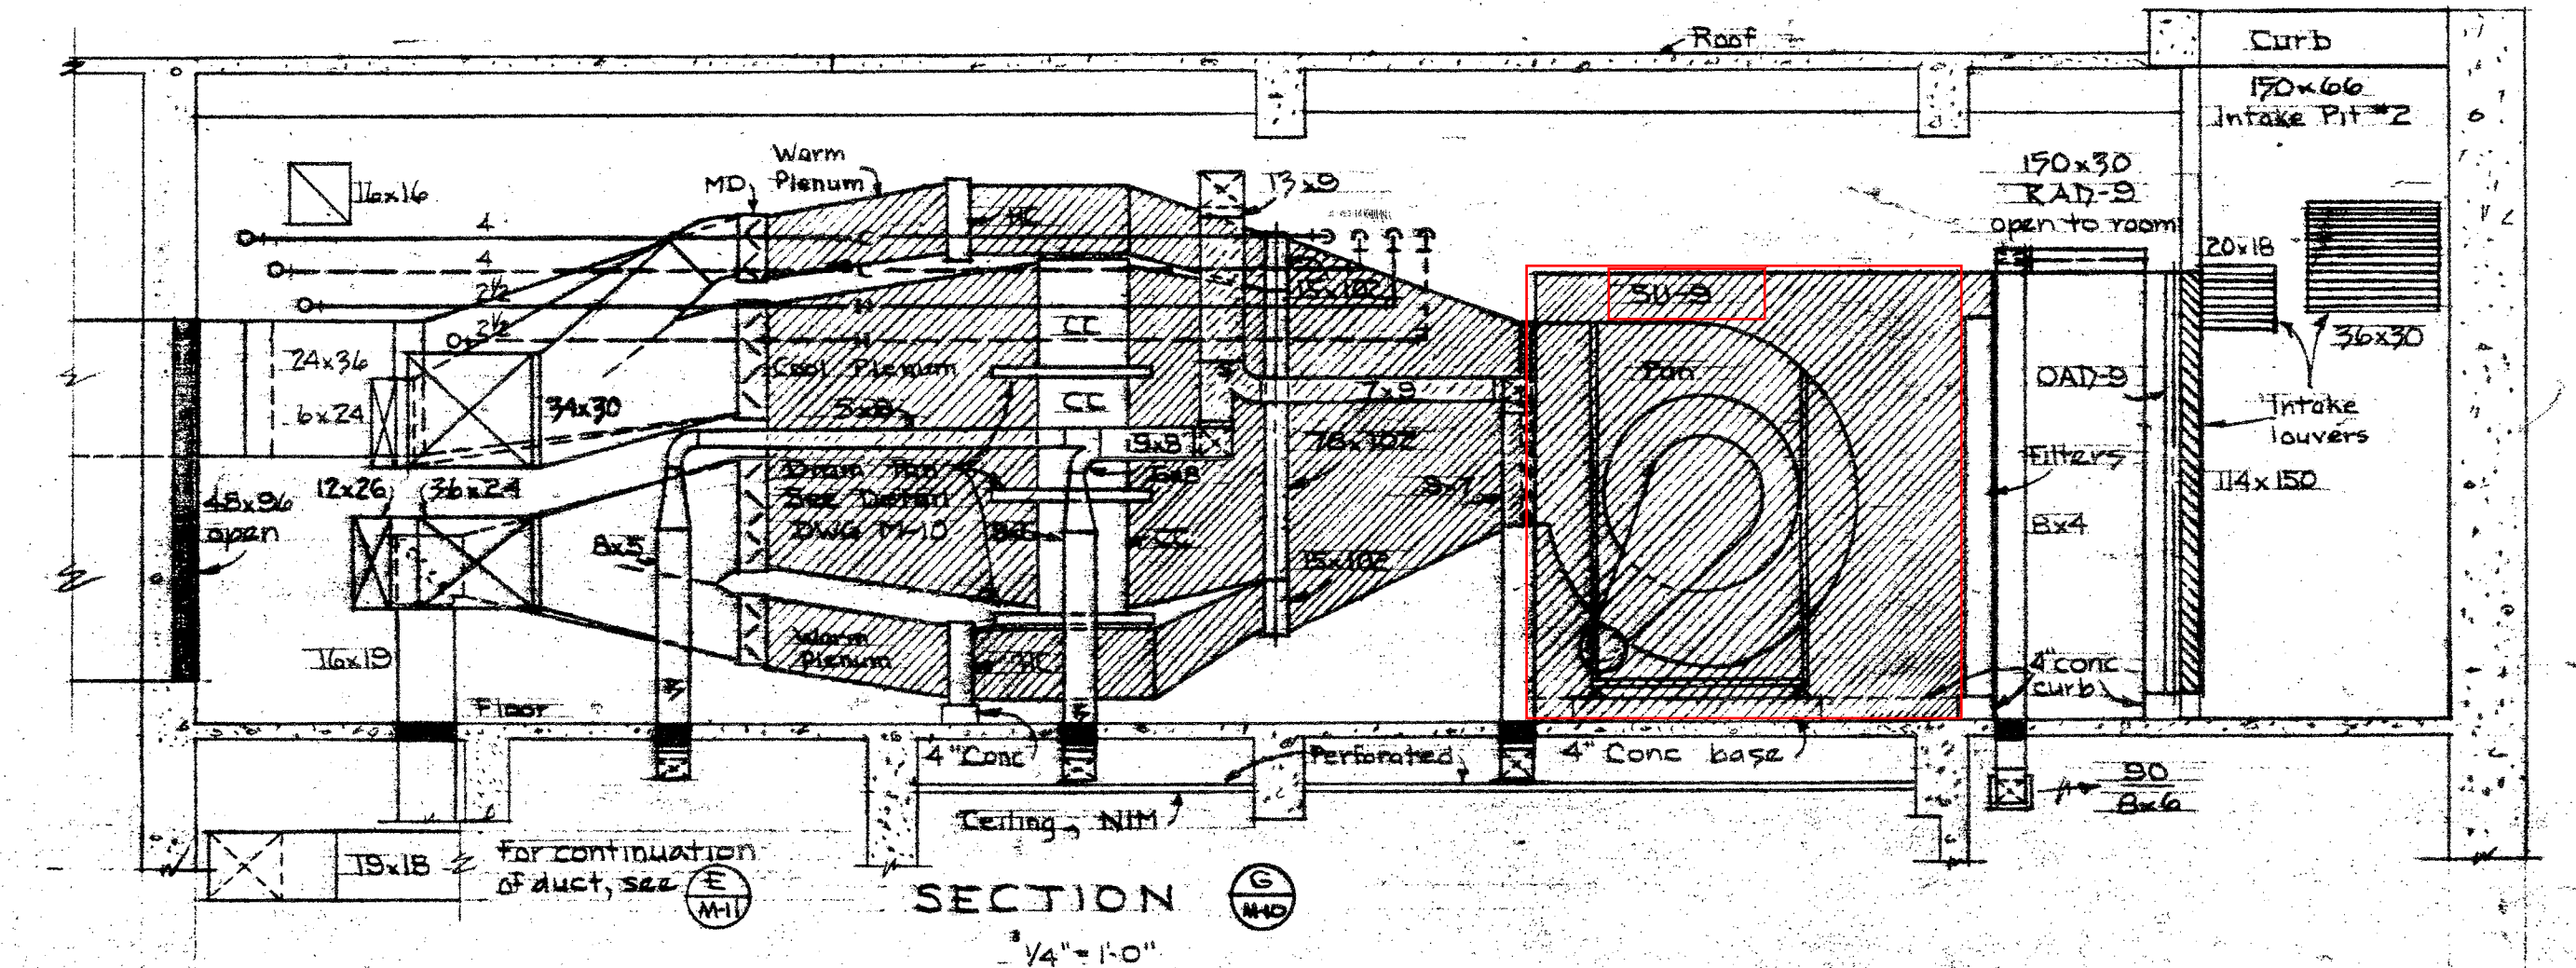 Roof
Curb
150x66
Intake Pit #2
Warm
Plenum
MD
13x9
16x16
HC
150x30
RAD-9
open to room
4
C
4
C
2½
H
2½
H
15x102
SU-9
20x18
36x30
CC
24x36
Cool Plenum
Fan
OAD-9
7x9
Intake
louvers
6x24
34x30
5x8
CC
9x8
78x102
Filters
Drain Pan
6x8
12x26
36x24
See Detail
9x7
114x150
48x96
open
DWG M-10
CC
8x4
8x5
15x102
Warm
Plenum
HC
16x19
4" conc
curb
Floor
4" Conc
Perforated
4" Conc base
90
8x6
Ceiling, NIM
19x18
For continuation
of duct, see
E
M-11
SECTION
G
M-10
¼" = 1'-0"